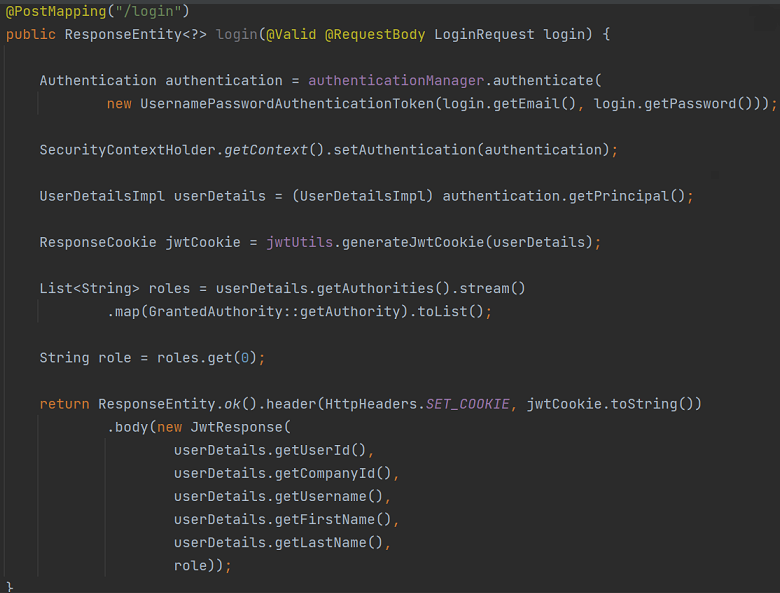 @PostMapping("/login")
public ResponseEntity<?> login(@Valid @RequestBody LoginRequest login) {
Authentication authentication = authenticationManager.authenticate(
new UsernamePasswordAuthenticationToken(login.getEmail(), login.getPassword()));
SecurityContextHolder.getContext().setAuthentication(authentication);
UserDetailsImpl userDetails = (UserDetailsImpl) authentication.getPrincipal();
ResponseCookie jwtCookie = jwtUtils.generateJwtCookie(userDetails);
List<String> roles = userDetails.getAuthorities().stream()
.map(GrantedAuthority::getAuthority).toList();
String role = roles.get(0);
return ResponseEntity.ok().header(HttpHeaders.SET_COOKIE, jwtCookie.toString())
.body(new JwtResponse(
userDetails.getUserId(),
userDetails.getCompanyId(),
userDetails.getUsername(),
userDetails.getFirstName(),
userDetails.getLastName(),
role));
}